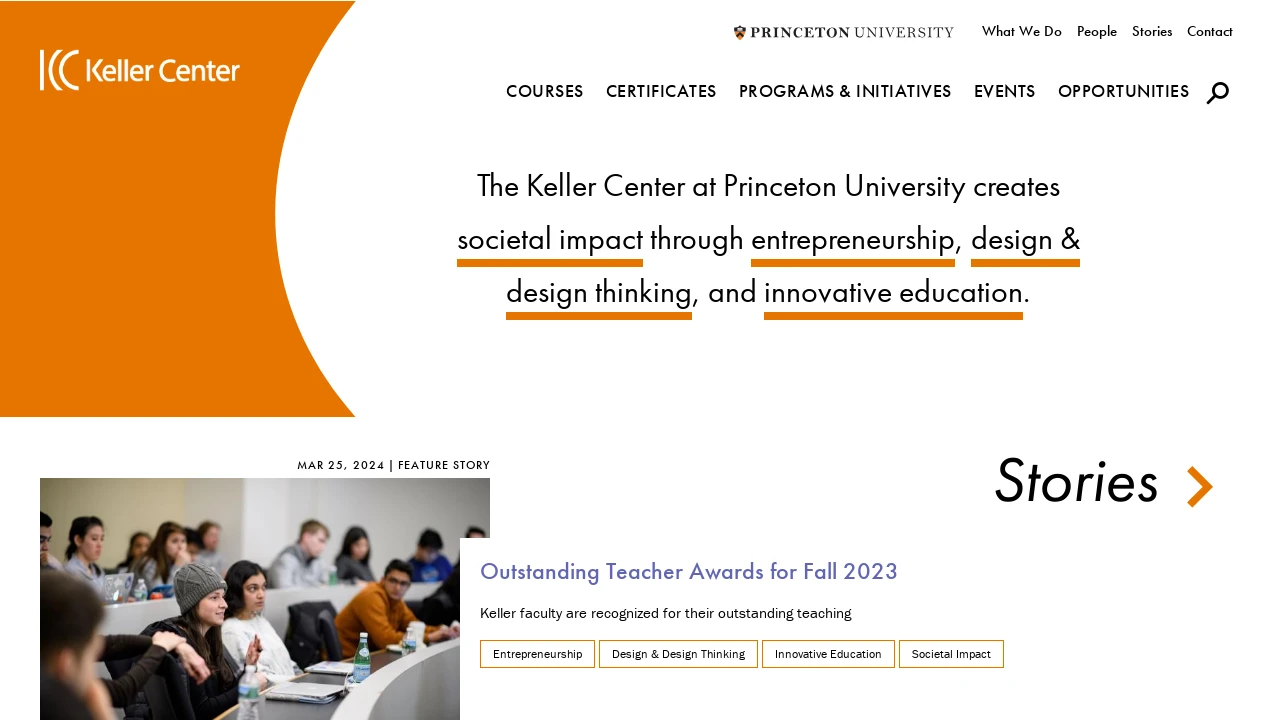 Keller Center
PRINCETON UNIVERSITY
What We Do People Stories Contact
COURSES CERTIFICATES PROGRAMS & INITIATIVES EVENTS OPPORTUNITIES
The Keller Center at Princeton University creates
societal impact through entrepreneurship, design &
design thinking, and innovative education.
MAR 25, 2024 | FEATURE STORY
Stories
Outstanding Teacher Awards for Fall 2023
Keller faculty are recognized for their outstanding teaching
Entrepreneurship Design & Design Thinking Innovative Education Societal Impact